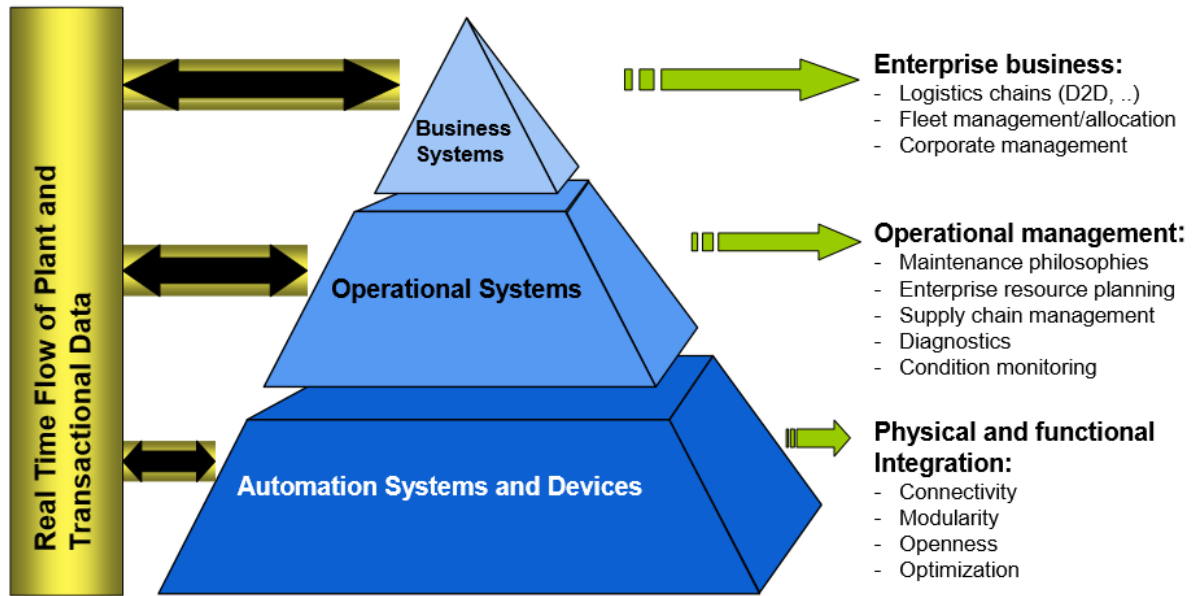 Real Time Flow of Plant and
Transactional Data
Business
Systems
Operational Systems
Automation Systems and Devices
Enterprise business:
- Logistics chains (D2D, ..)
- Fleet management/allocation
- Corporate management
Operational management:
- Maintenance philosophies
- Enterprise resource planning
- Supply chain management
- Diagnostics
- Condition monitoring
Physical and functional
Integration:
- Connectivity
- Modularity
- Openness
- Optimization